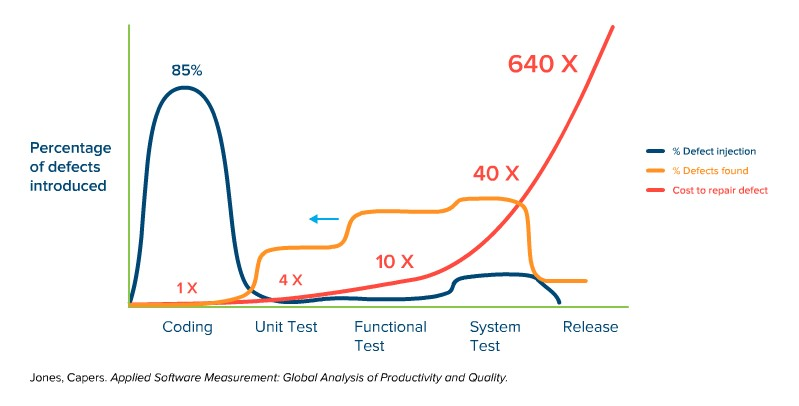 640 X
85%
Percentage
of defects
introduced
% Defect injection
% Defects found
Cost to repair defect
40 X
10 X
4 X
1 X
Coding
Unit Test
Functional
Test
System
Test
Release
Jones, Capers. Applied Software Measurement: Global Analysis of Productivity and Quality.